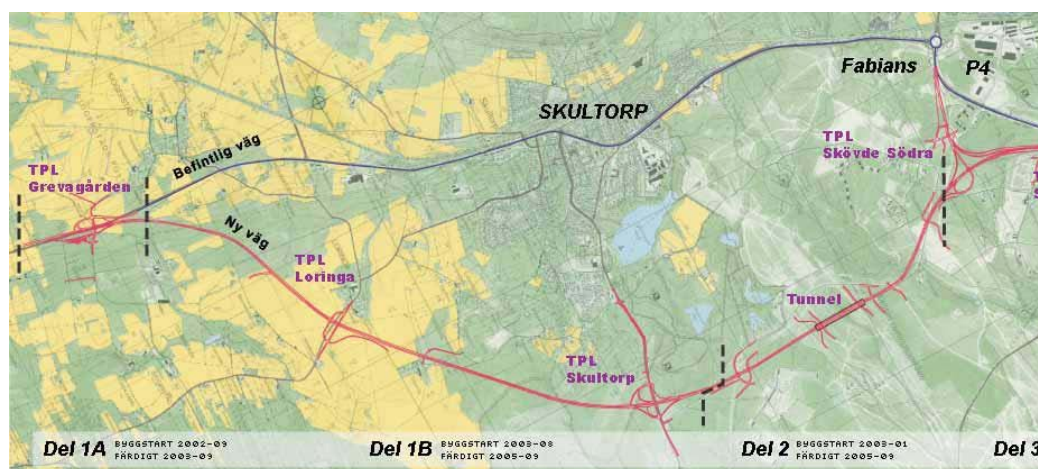 SKULTORP
Fabians
P4
TPL
Skövde Södra
Befintlig väg
TPL
Grevagården
Ny väg
TPL
Loringa
Tunnel
TPL
Skultorp
Del 1A BYGGSTART 2002-09
FÄRDIGT 2003-09
Del 1B BYGGSTART 2003-08
FÄRDIGT 2005-09
Del 2 BYGGSTART 2003-01
FÄRDIGT 2005-09
Del 3